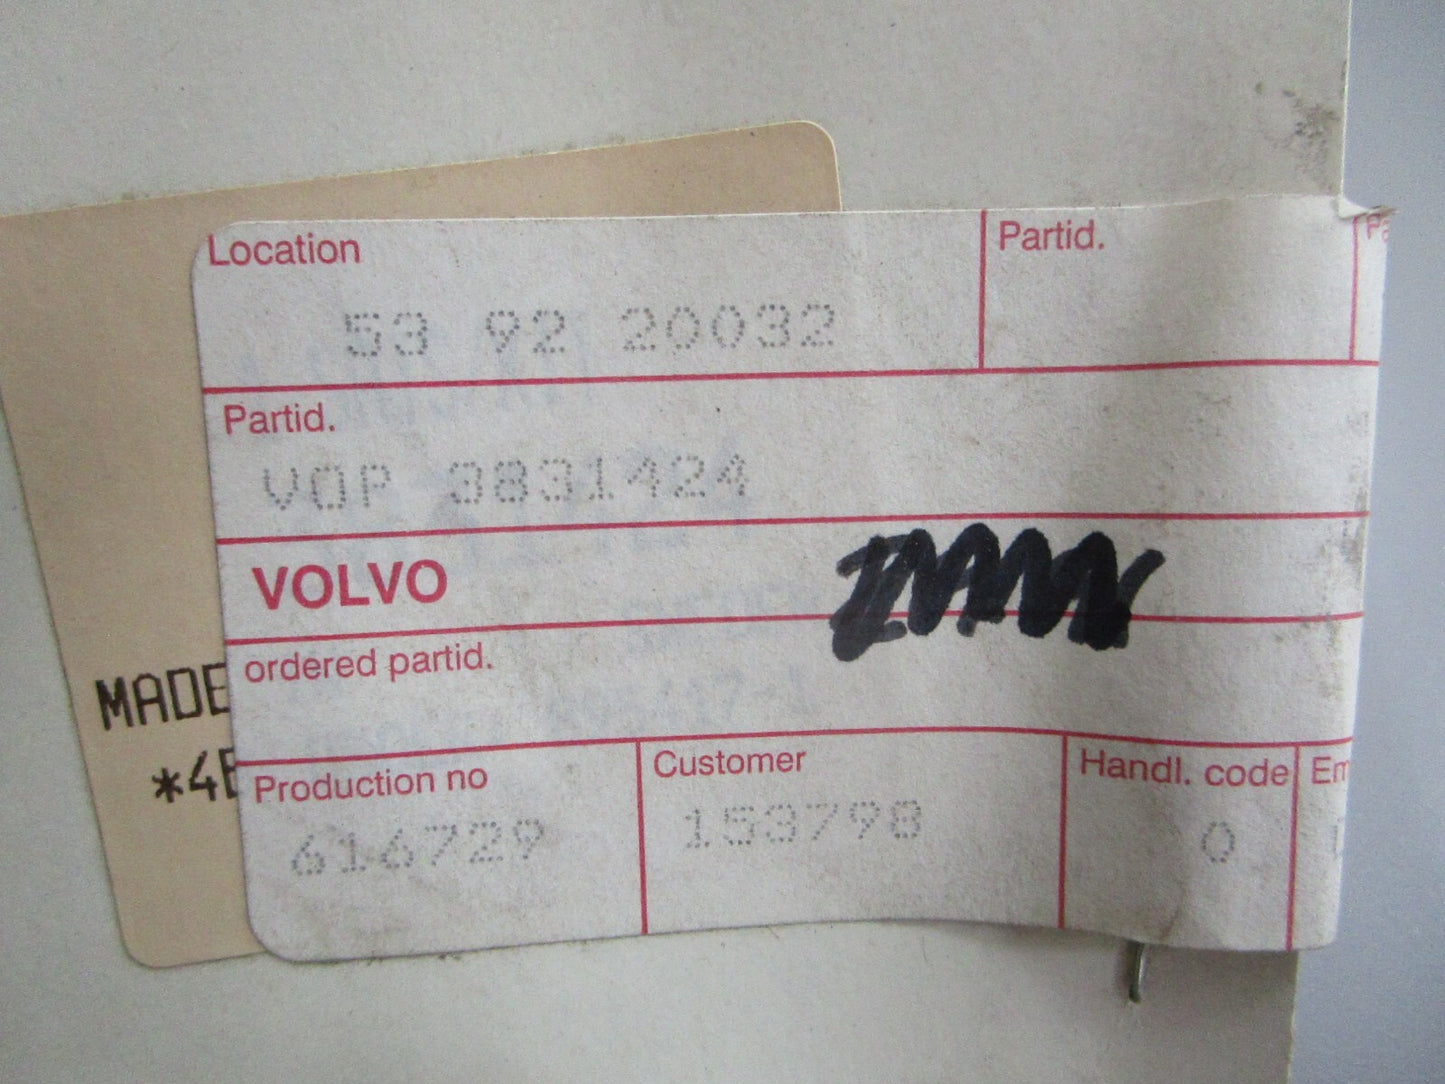 Location Partid.
53 92 20032
Partid.
VOP 3831424
VOLVO
ordered partid.
MADE
*4
Production no Customer Handl. code
616729 153798 0